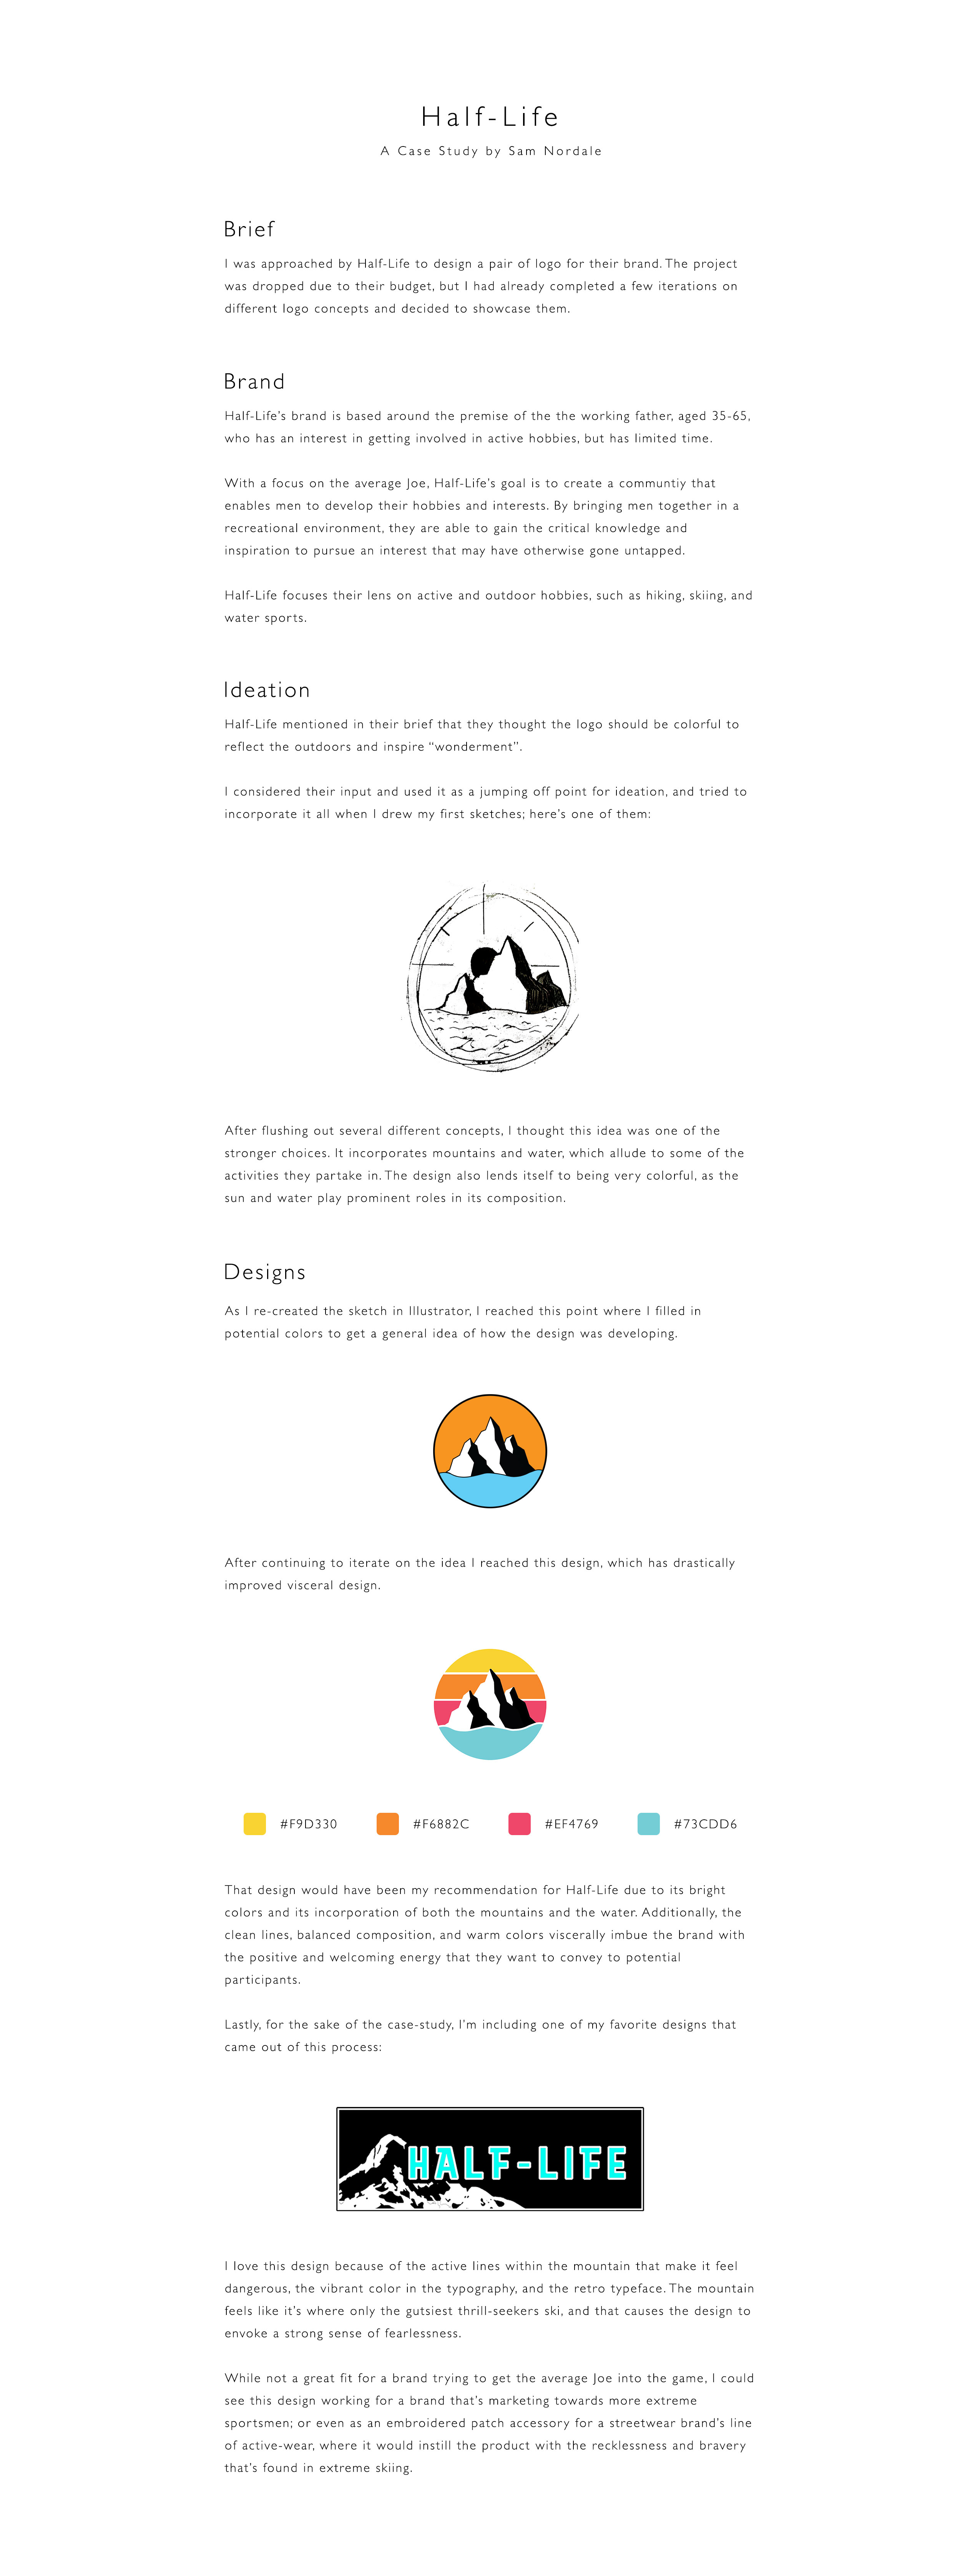 Half-Life
A Case Study by Sam Nordale
Brief
I was approached by Half-Life to design a pair of logo for their brand. The project
was dropped due to their budget, but I had already completed a few iterations on
different logo concepts and decided to showcase them.
Brand
Half-Life's brand is based around the premise of the the working father, aged 35-65,
who has an interest in getting involved in active hobbies, but has limited time.
With a focus on the average Joe, Half-Life's goal is to create a communtiy that
enables men to develop their hobbies and interests. By bringing men together in a
recreational environment, they are able to gain the critical knowledge and
inspiration to pursue an interest that may have otherwise gone untapped.
Half-Life focuses their lens on active and outdoor hobbies, such as hiking, skiing, and
water sports.
Ideation
Half-Life mentioned in their brief that they thought the logo should be colorful to
reflect the outdoors and inspire “wonderment”.
I considered their input and used it as a jumping off point for ideation, and tried to
incorporate it all when I drew my first sketches; here's one of them:
After flushing out several different concepts, I thought this idea was one of the
stronger choices. It incorporates mountains and water, which allude to some of the
activities they partake in. The design also lends itself to being very colorful, as the
sun and water play prominent roles in its composition.
Designs
As I re-created the sketch in Illustrator, I reached this point where I filled in
potential colors to get a general idea of how the design was developing.
After continuing to iterate on the idea I reached this design, which has drastically
improved visceral design.
#F9D330 #F6882C #EF4769 #73CDD6
That design would have been my recommendation for Half-Life due to its bright
colors and its incorporation of both the mountains and the water. Additionally, the
clean lines, balanced composition, and warm colors viscerally imbue the brand with
the positive and welcoming energy that they want to convey to potential
participants.
Lastly, for the sake of the case-study, I'm including one of my favorite designs that
came out of this process:
HALF-LIFE
I love this design because of the active lines within the mountain that make it feel
dangerous, the vibrant color in the typography, and the retro typeface. The mountain
feels like it's where only the gutsiest thrill-seekers ski, and that causes the design to
envoke a strong sense of fearlessness.
While not a great fit for a brand trying to get the average Joe into the game, I could
see this design working for a brand that's marketing towards more extreme
sportsmen; or even as an embroidered patch accessory for a streetwear brand's line
of active-wear, where it would instill the product with the recklessness and bravery
that's found in extreme skiing.